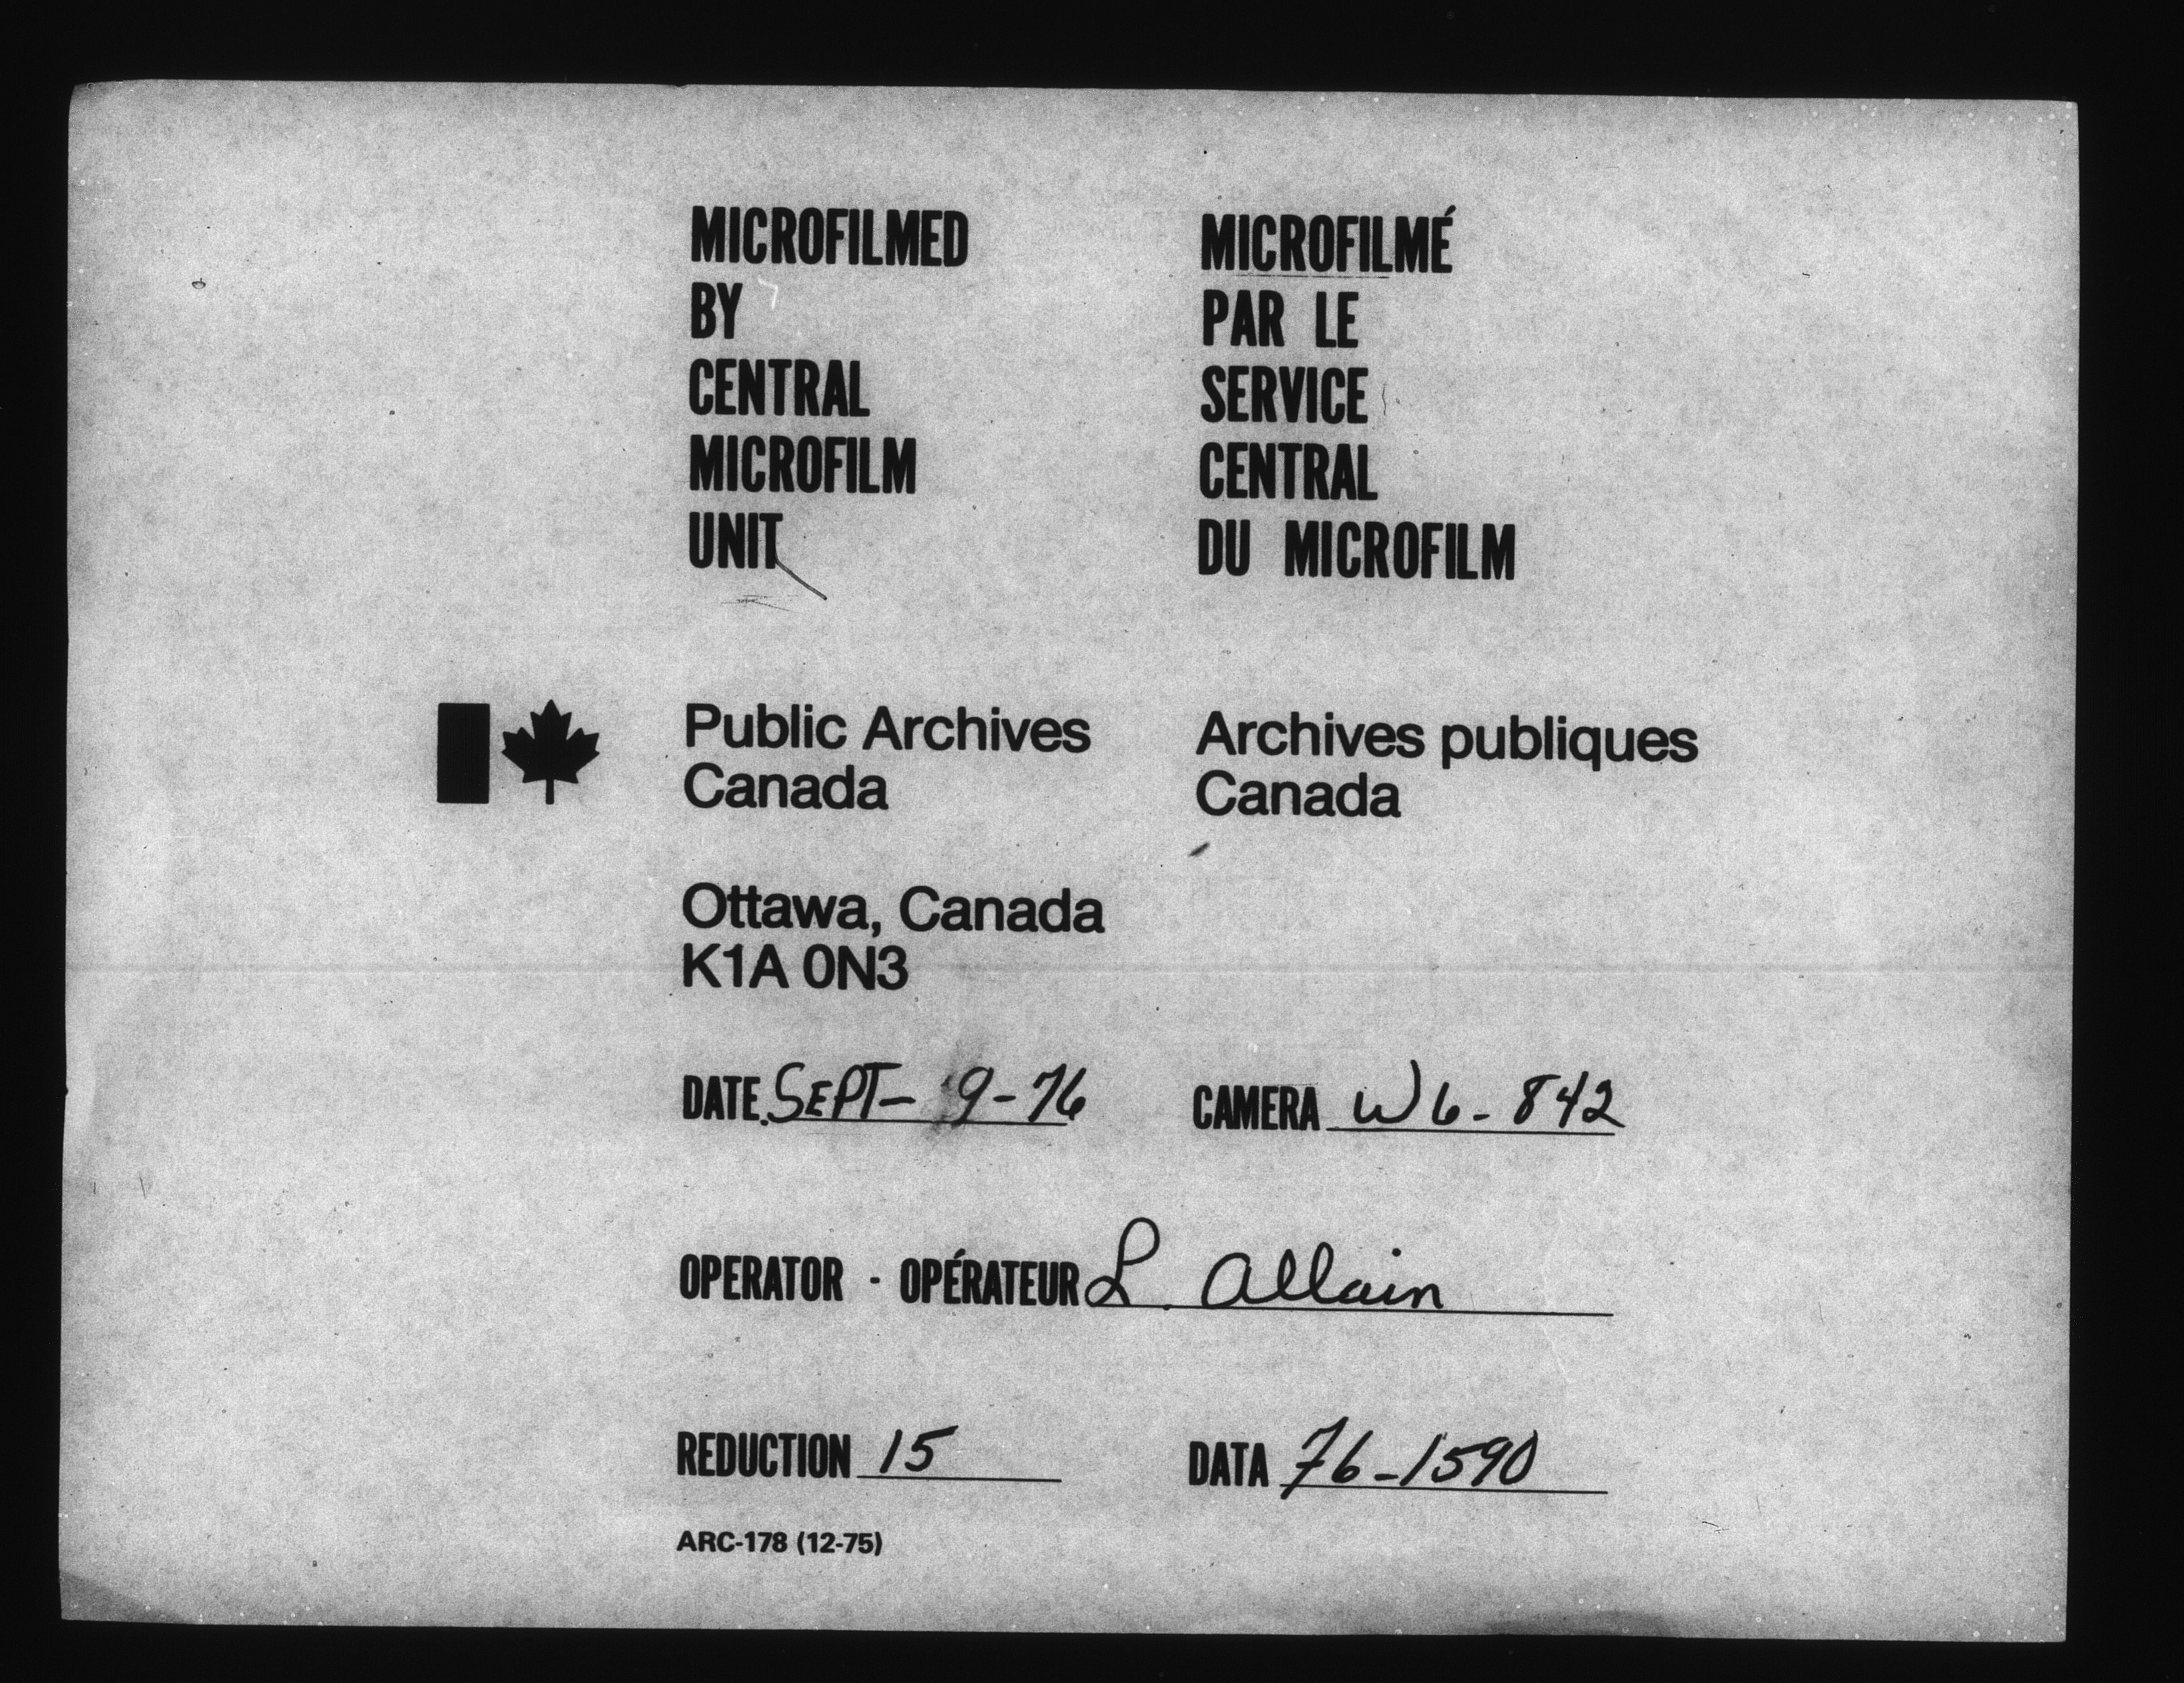 MICROFILMED
BY
CENTRAL
MICROFILM
UNIT
MICROFILMÉ
PAR LE
SERVICE
CENTRAL
DU MICROFILM
Public Archives
Canada
Archives publiques
Canada
Ottawa, Canada
K1A 0N3
DATE SEPT- 9-76
CAMERA W6-842
OPERATOR - OPÉRATEUR L. Allain
REDUCTION 15
DATA 76-1590
ARC-178 (12-75)